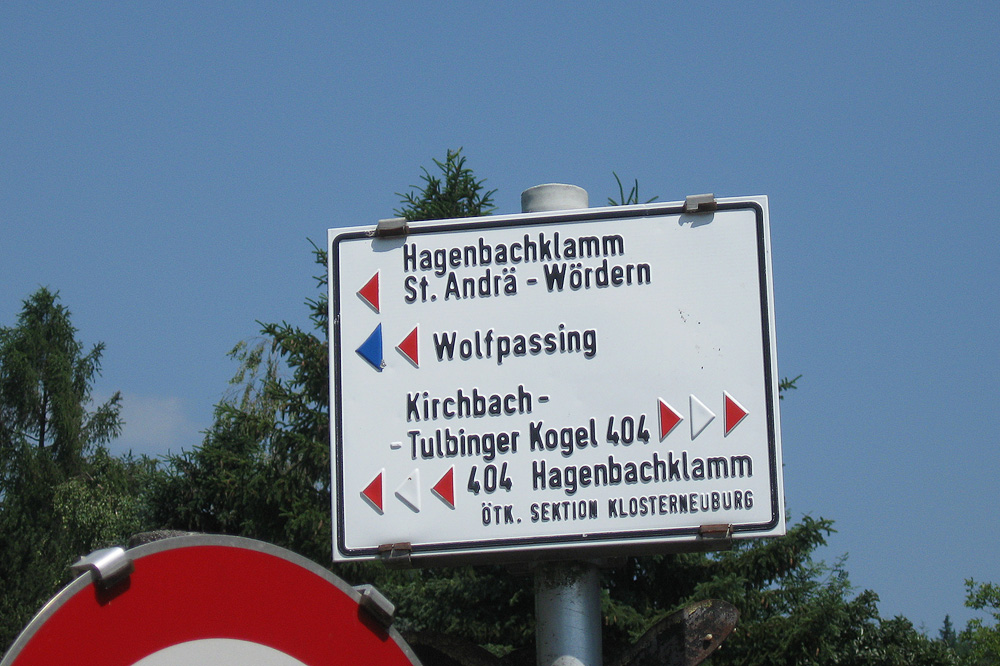 Hagenbachklamm
St. Andrä - Wördern
Wolfpassing
Kirchbach -
- Tulbinger Kogel 404
404 Hagenbachklamm
ÖTK. SEKTION KLOSTERNEUBURG